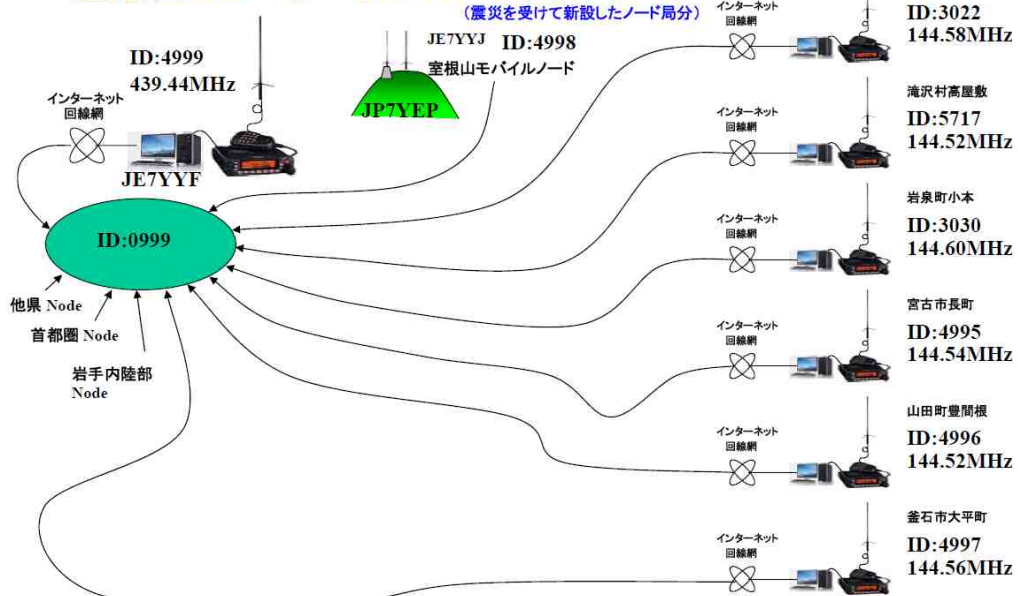 (震災を受けて新設したノード局分)
ID:4999
439.44MHz
インターネット
回線網
JE7YYF
JE7YYJ ID:4998
室根山モバイルノード
JP7YEP
ID:0999
他県 Node
首都圏 Node
岩手内陸部
Node
インターネット
回線網
ID:3022
144.58MHz
インターネット
回線網
滝沢村高屋敷
ID:5717
144.52MHz
インターネット
回線網
岩泉町小本
ID:3030
144.60MHz
インターネット
回線網
宮古市長町
ID:4995
144.54MHz
インターネット
回線網
山田町豊間根
ID:4996
144.52MHz
インターネット
回線網
釜石市大平町
ID:4997
144.56MHz